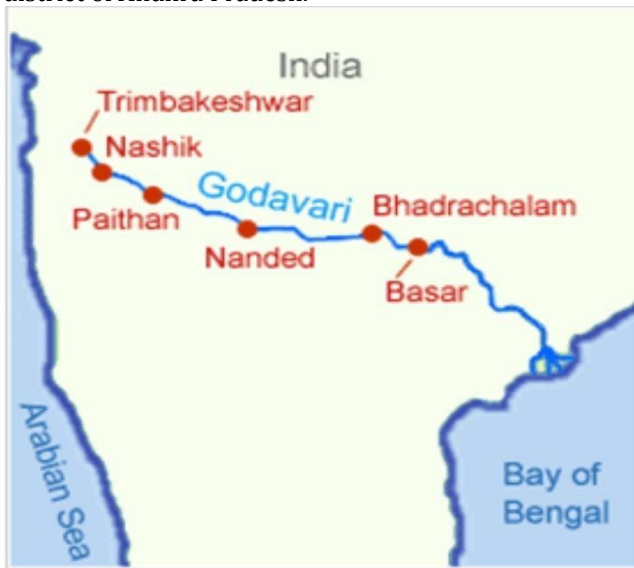 India
Trimbakeshwar
Nashik
Godavari
Bhadrachalam
Paithan
Nanded
Basar
Arabian Sea
Bay of
Bengal